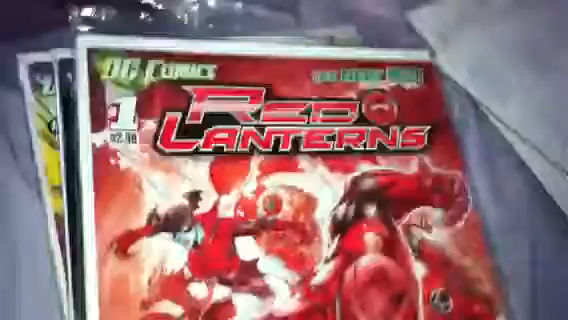 DC COMICS
THE NEW 52!
#1
$2.99
RED
LANTERNS